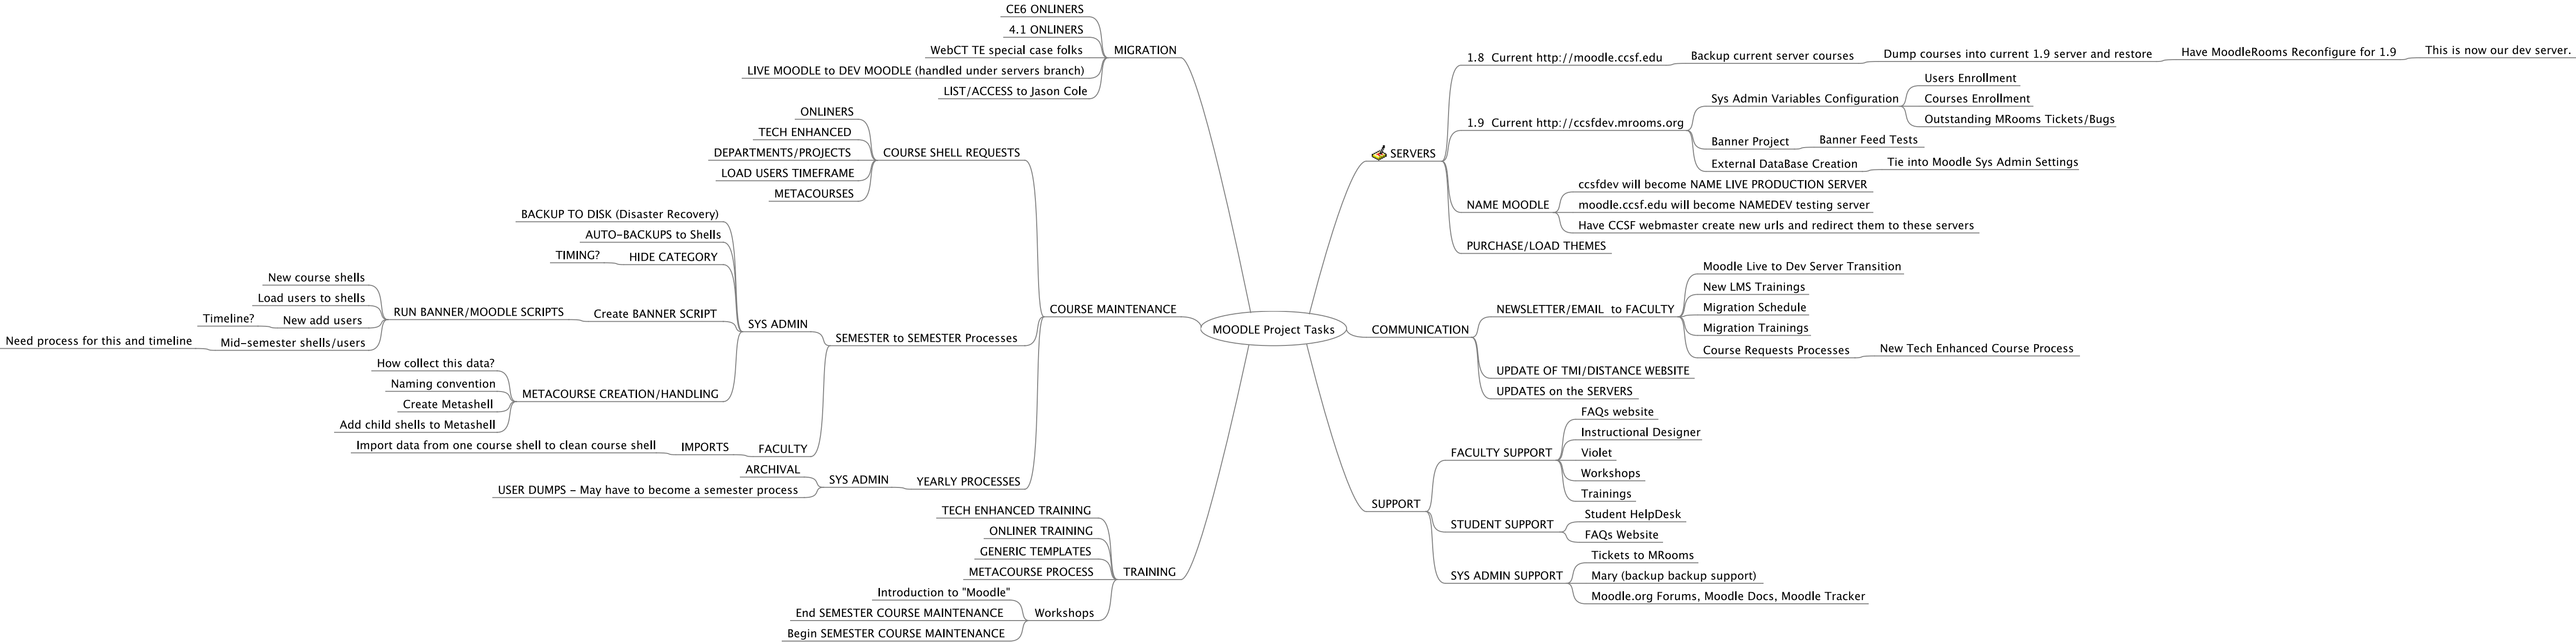 MOODLE Project Tasks
MIGRATION
CE6 ONLINERS
4.1 ONLINERS
WebCT TE special case folks
LIVE MOODLE to DEV MOODLE (handled under servers branch)
LIST/ACCESS to Jason Cole
COURSE MAINTENANCE
COURSE SHELL REQUESTS
ONLINERS
TECH ENHANCED
DEPARTMENTS/PROJECTS
LOAD USERS TIMEFRAME
METACOURSES
SEMESTER to SEMESTER Processes
SYS ADMIN
BACKUP TO DISK (Disaster Recovery)
AUTO-BACKUPS to Shells
HIDE CATEGORY
TIMING?
Create BANNER SCRIPT
RUN BANNER/MOODLE SCRIPTS
New course shells
Load users to shells
New add users
Timeline?
Mid-semester shells/users
Need process for this and timeline
METACOURSE CREATION/HANDLING
How collect this data?
Naming convention
Create Metashell
Add child shells to Metashell
FACULTY
IMPORTS
Import data from one course shell to clean course shell
YEARLY PROCESSES
SYS ADMIN
ARCHIVAL
USER DUMPS - May have to become a semester process
TRAINING
TECH ENHANCED TRAINING
ONLINER TRAINING
GENERIC TEMPLATES
METACOURSE PROCESS
Workshops
Introduction to "Moodle"
End SEMESTER COURSE MAINTENANCE
Begin SEMESTER COURSE MAINTENANCE
SERVERS
1.8 Current http://moodle.ccsf.edu
Backup current server courses
Dump courses into current 1.9 server and restore
Have MoodleRooms Reconfigure for 1.9
This is now our dev server.
1.9 Current http://ccsfdev.mrooms.org
Sys Admin Variables Configuration
Users Enrollment
Courses Enrollment
Outstanding MRooms Tickets/Bugs
Banner Project
Banner Feed Tests
External DataBase Creation
Tie into Moodle Sys Admin Settings
NAME MOODLE
ccsfdev will become NAME LIVE PRODUCTION SERVER
moodle.ccsf.edu will become NAMEDEV testing server
Have CCSF webmaster create new urls and redirect them to these servers
PURCHASE/LOAD THEMES
COMMUNICATION
NEWSLETTER/EMAIL to FACULTY
Moodle Live to Dev Server Transition
New LMS Trainings
Migration Schedule
Migration Trainings
Course Requests Processes
New Tech Enhanced Course Process
UPDATE OF TMI/DISTANCE WEBSITE
UPDATES on the SERVERS
SUPPORT
FACULTY SUPPORT
FAQs website
Instructional Designer
Violet
Workshops
Trainings
STUDENT SUPPORT
Student HelpDesk
FAQs Website
SYS ADMIN SUPPORT
Tickets to MRooms
Mary (backup backup support)
Moodle.org Forums, Moodle Docs, Moodle Tracker